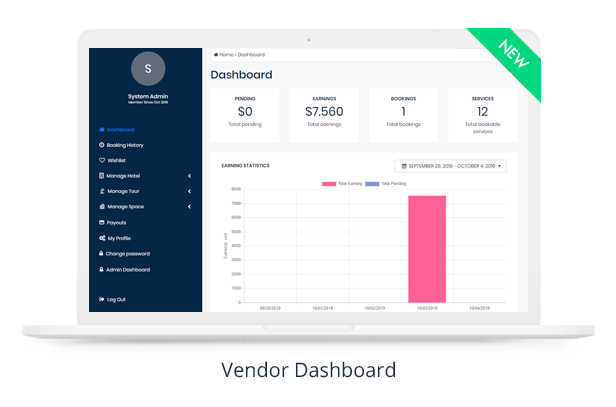 NEW
Home › Dashboard
S
Dashboard
System Admin
Member Since Oct 2019
PENDING
$0
Total pending
EARNINGS
$7.560
Total earnings
BOOKINGS
1
Total bookings
SERVICES
12
Total bookable
services
Dashboard
Booking History
Wishlist
Manage Hotel
Manage Tour
Manage Space
Payouts
My Profile
Change password
Admin Dashboard
Log Out
EARNING STATISTICS
SEPTEMBER 29, 2019 - OCTOBER 4, 2019
Total Earning Total Pending
Currency: usd
8000
7000
6000
5000
4000
3000
2000
1000
0
09/30/2019 10/01/2019 10/02/2019 10/03/2019 10/04/2019
Vendor Dashboard